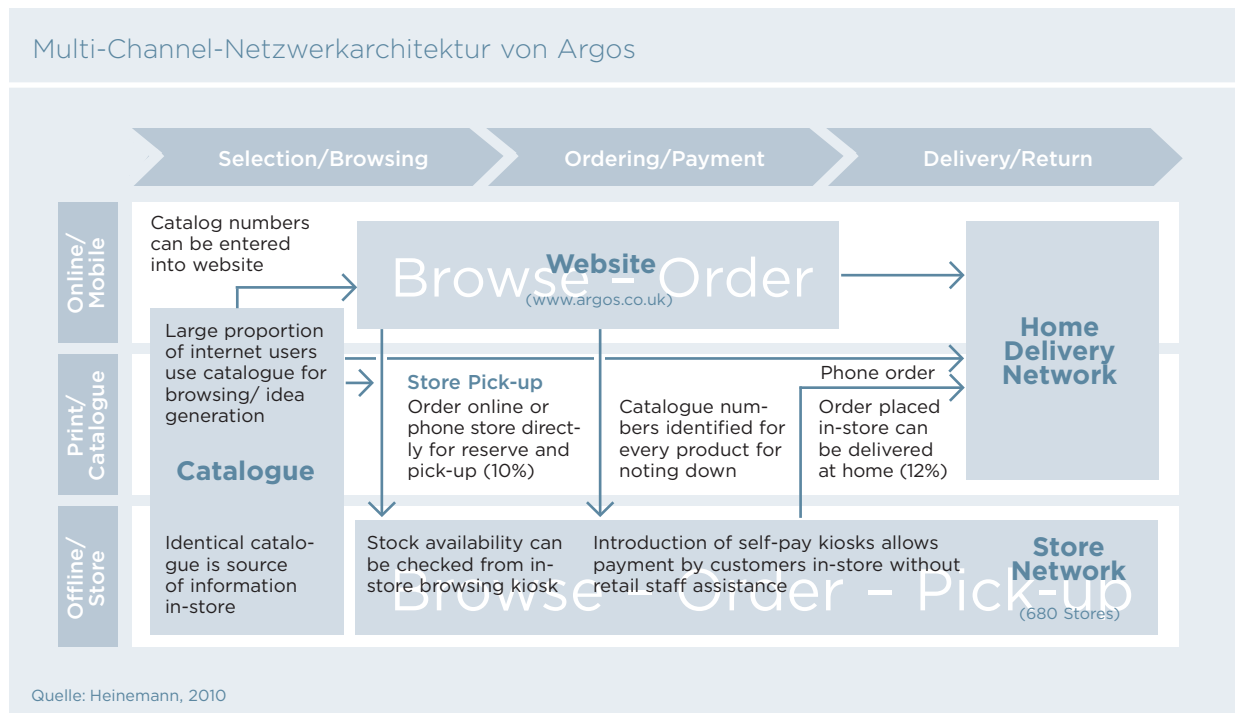 Multi-Channel-Netzwerkarchitektur von Argos
Selection/Browsing
Ordering/Payment
Delivery/Return
Online/
Mobile
Catalog numbers
can be entered
into website
Browse – Order
Website
(www.argos.co.uk)
Home
Delivery
Network
Print/
Catalogue
Large proportion
of internet users
use catalogue for
browsing/ idea
generation
Catalogue
Store Pick-up
Order online or
phone store direct-
ly for reserve and
pick-up (10%)
Catalogue num-
bers identified for
every product for
noting down
Phone order
Order placed
in-store can
be delivered
at home (12%)
Offline/
Store
Identical catalo-
gue is source
of information
in-store
Browse – Order – Pick-up
Stock availability can
be checked from in-
store browsing kiosk
Introduction of self-pay kiosks allows
payment by customers in-store without
retail staff assistance
Store
Network
(680 Stores)
Quelle: Heinemann, 2010